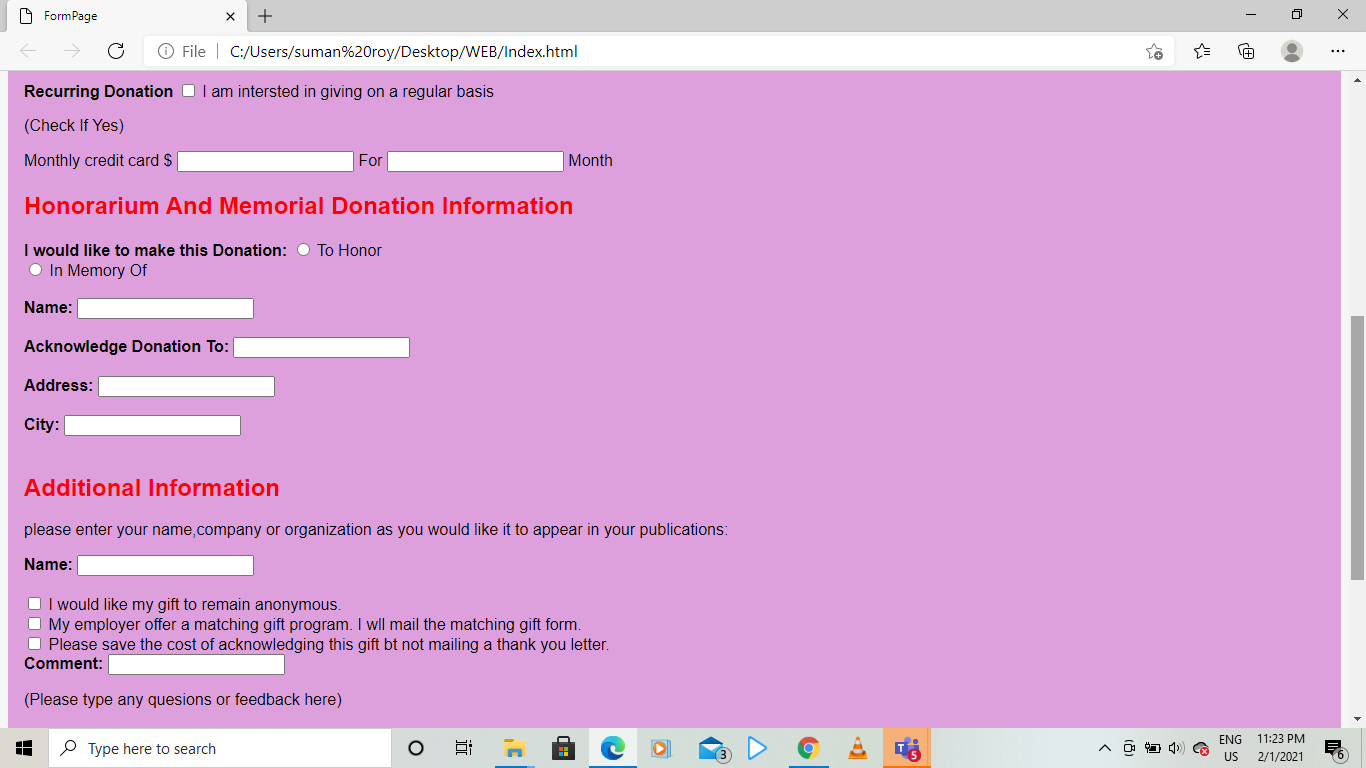 FormPage
File
C:/Users/suman%20roy/Desktop/WEB/Index.html
Recurring Donation I am intersted in giving on a regular basis
(Check If Yes)
Monthly credit card $ For Month
Honorarium And Memorial Donation Information
I would like to make this Donation: To Honor
In Memory Of
Name:
Acknowledge Donation To:
Address:
City:
Additional Information
please enter your name,company or organization as you would like it to appear in your publications:
Name:
I would like my gift to remain anonymous.
My employer offer a matching gift program. I wll mail the matching gift form.
Please save the cost of acknowledging this gift bt not mailing a thank you letter.
Comment:
(Please type any quesions or feedback here)
Type here to search
3
5
ENG
US
11:23 PM
2/1/2021
6